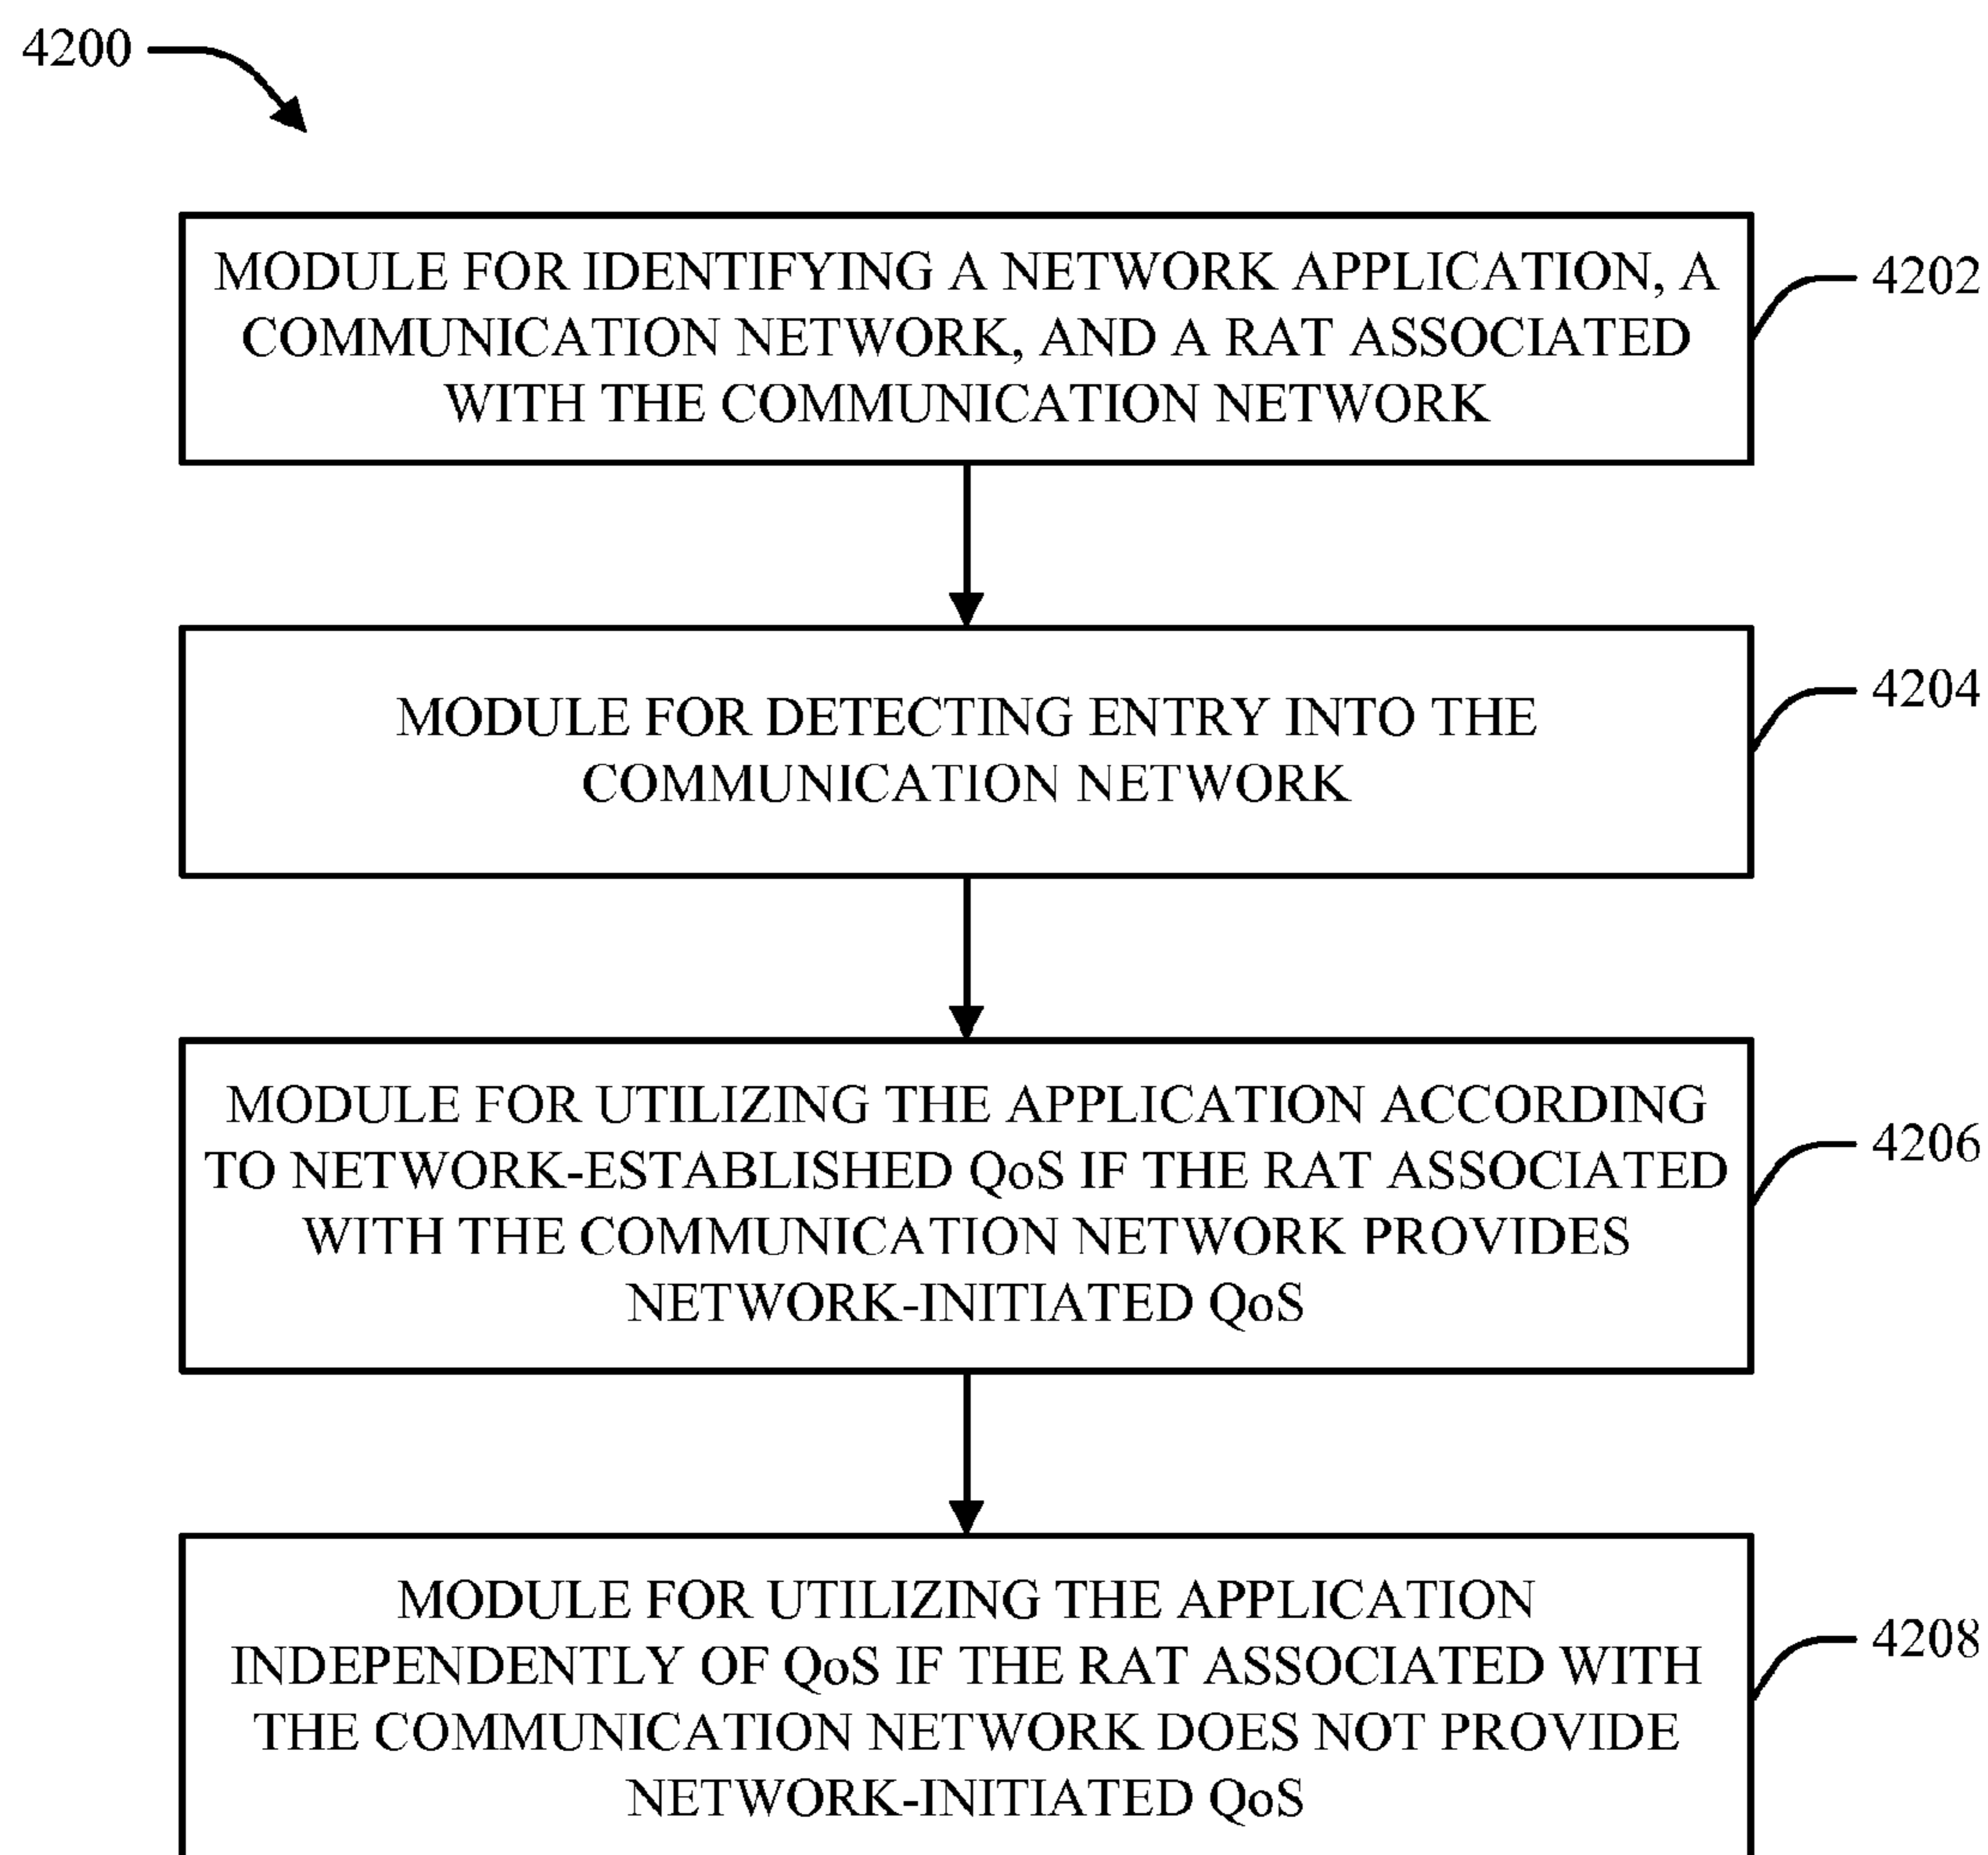 4200
MODULE FOR IDENTIFYING A NETWORK APPLICATION, A
COMMUNICATION NETWORK, AND A RAT ASSOCIATED
WITH THE COMMUNICATION NETWORK
4202
MODULE FOR DETECTING ENTRY INTO THE
COMMUNICATION NETWORK
4204
MODULE FOR UTILIZING THE APPLICATION ACCORDING
TO NETWORK-ESTABLISHED QoS IF THE RAT ASSOCIATED
WITH THE COMMUNICATION NETWORK PROVIDES
NETWORK-INITIATED QoS
4206
MODULE FOR UTILIZING THE APPLICATION
INDEPENDENTLY OF QoS IF THE RAT ASSOCIATED WITH
THE COMMUNICATION NETWORK DOES NOT PROVIDE
NETWORK-INITIATED QoS
4208